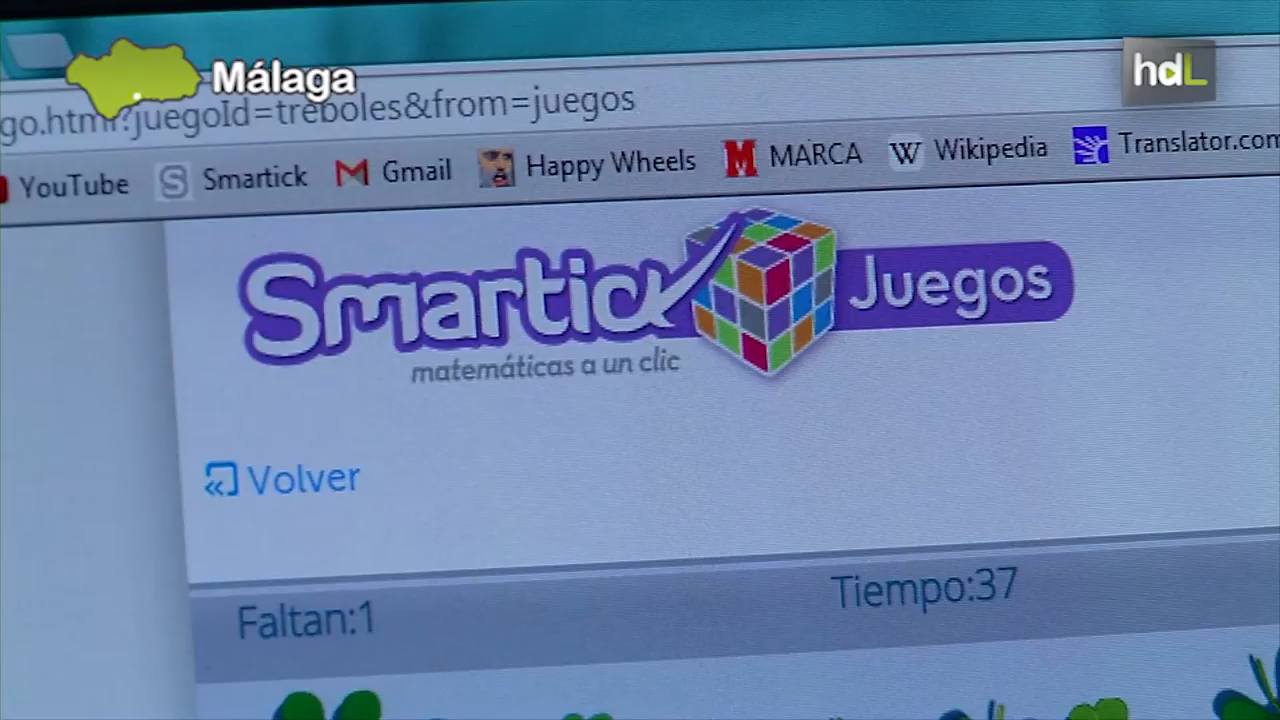 Málaga
hdL
go.html?juegoId=treboles&from=juegos
YouTube Smartick Gmail Happy Wheels MARCA Wikipedia Translator.com
Smartick Juegos
matemáticas a un clic
Volver
Faltan:1 Tiempo:37